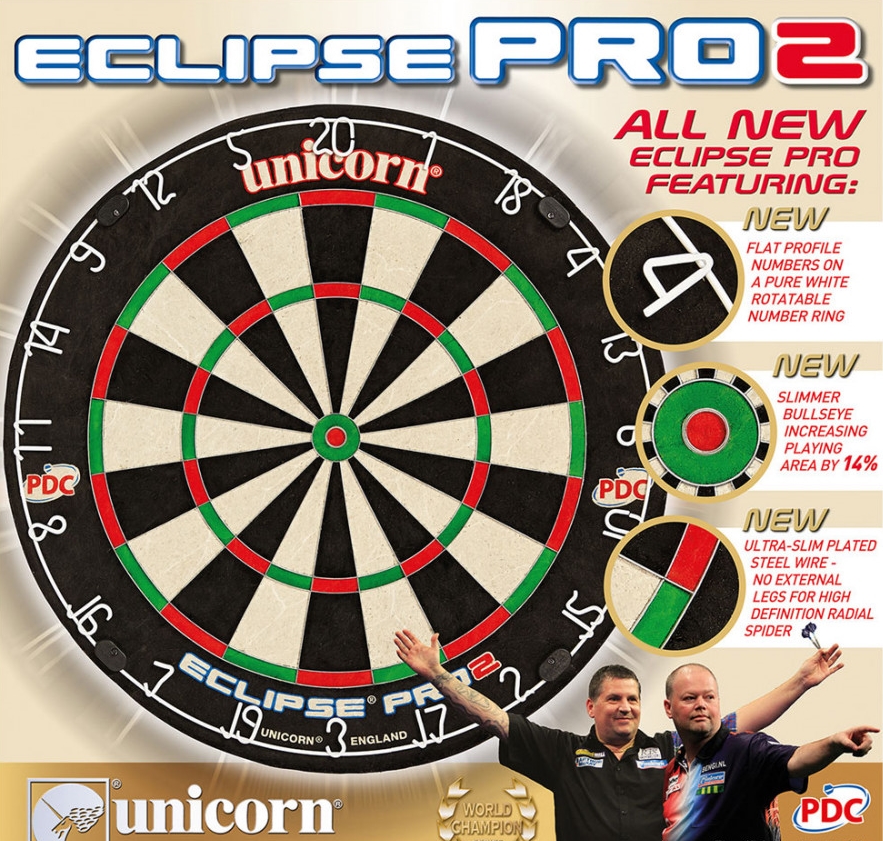 ECLIPSE PRO2
ALL NEW
ECLIPSE PRO
FEATURING:
NEW
FLAT PROFILE
NUMBERS ON
A PURE WHITE
ROTATABLE
NUMBER RING
4
NEW
SLIMMER
BULLSEYE
INCREASING
PLAYING
AREA BY 14%
NEW
ULTRA-SLIM PLATED
STEEL WIRE -
NO EXTERNAL
LEGS FOR HIGH
DEFINITION RADIAL
SPIDER
20
1
18
4
13
6
10
15
2
17
3
19
7
16
8
11
14
9
12
5
unicorn®
PDC
PDC
ECLIPSE® PRO2
UNICORN® ENGLAND
BENGI.NL
® unicorn®
WORLD
CHAMPION
PDC